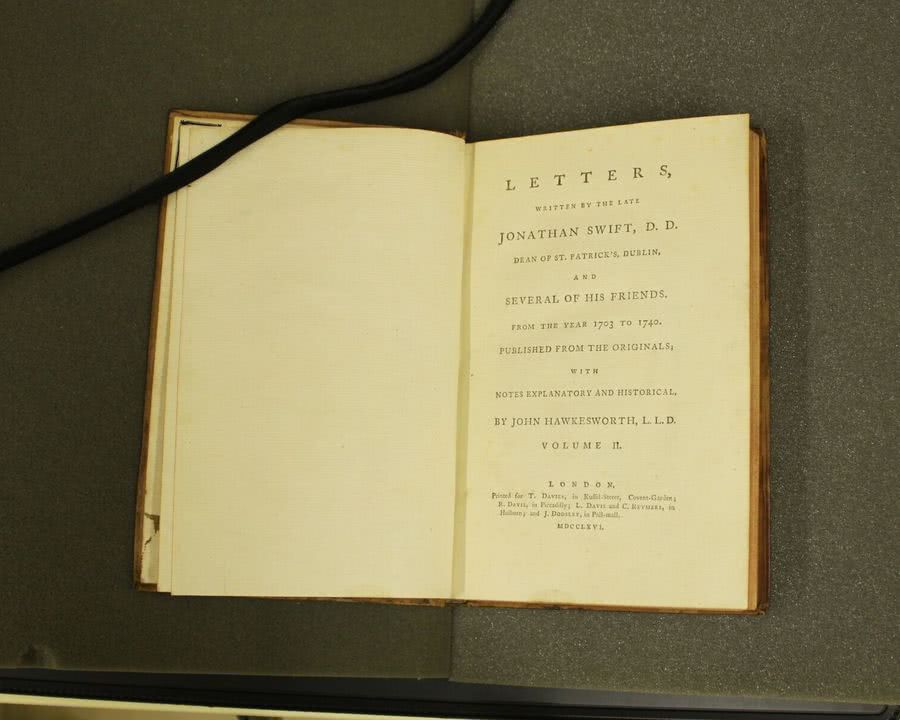 LETTERS,
WRITTEN BY THE LATE
JONATHAN SWIFT, D. D.
DEAN OF ST. PATRICK'S, DUBLIN,
AND
SEVERAL OF HIS FRIENDS.
FROM THE YEAR 1703 TO 1740.
PUBLISHED FROM THE ORIGINALS;
WITH
NOTES EXPLANATORY AND HISTORICAL,
BY JOHN HAWKESWORTH, L. L. D.
VOLUME II.
LONDON,
Printed for T. DAVIES, in Russel-Street, Covent-Garden;
R. DAVIS, in Piccadilly; L. DAVIS and C. REYMERS, in
Holborn; and J. DODSLEY, in Pall-mall.
MDCCLXVI.